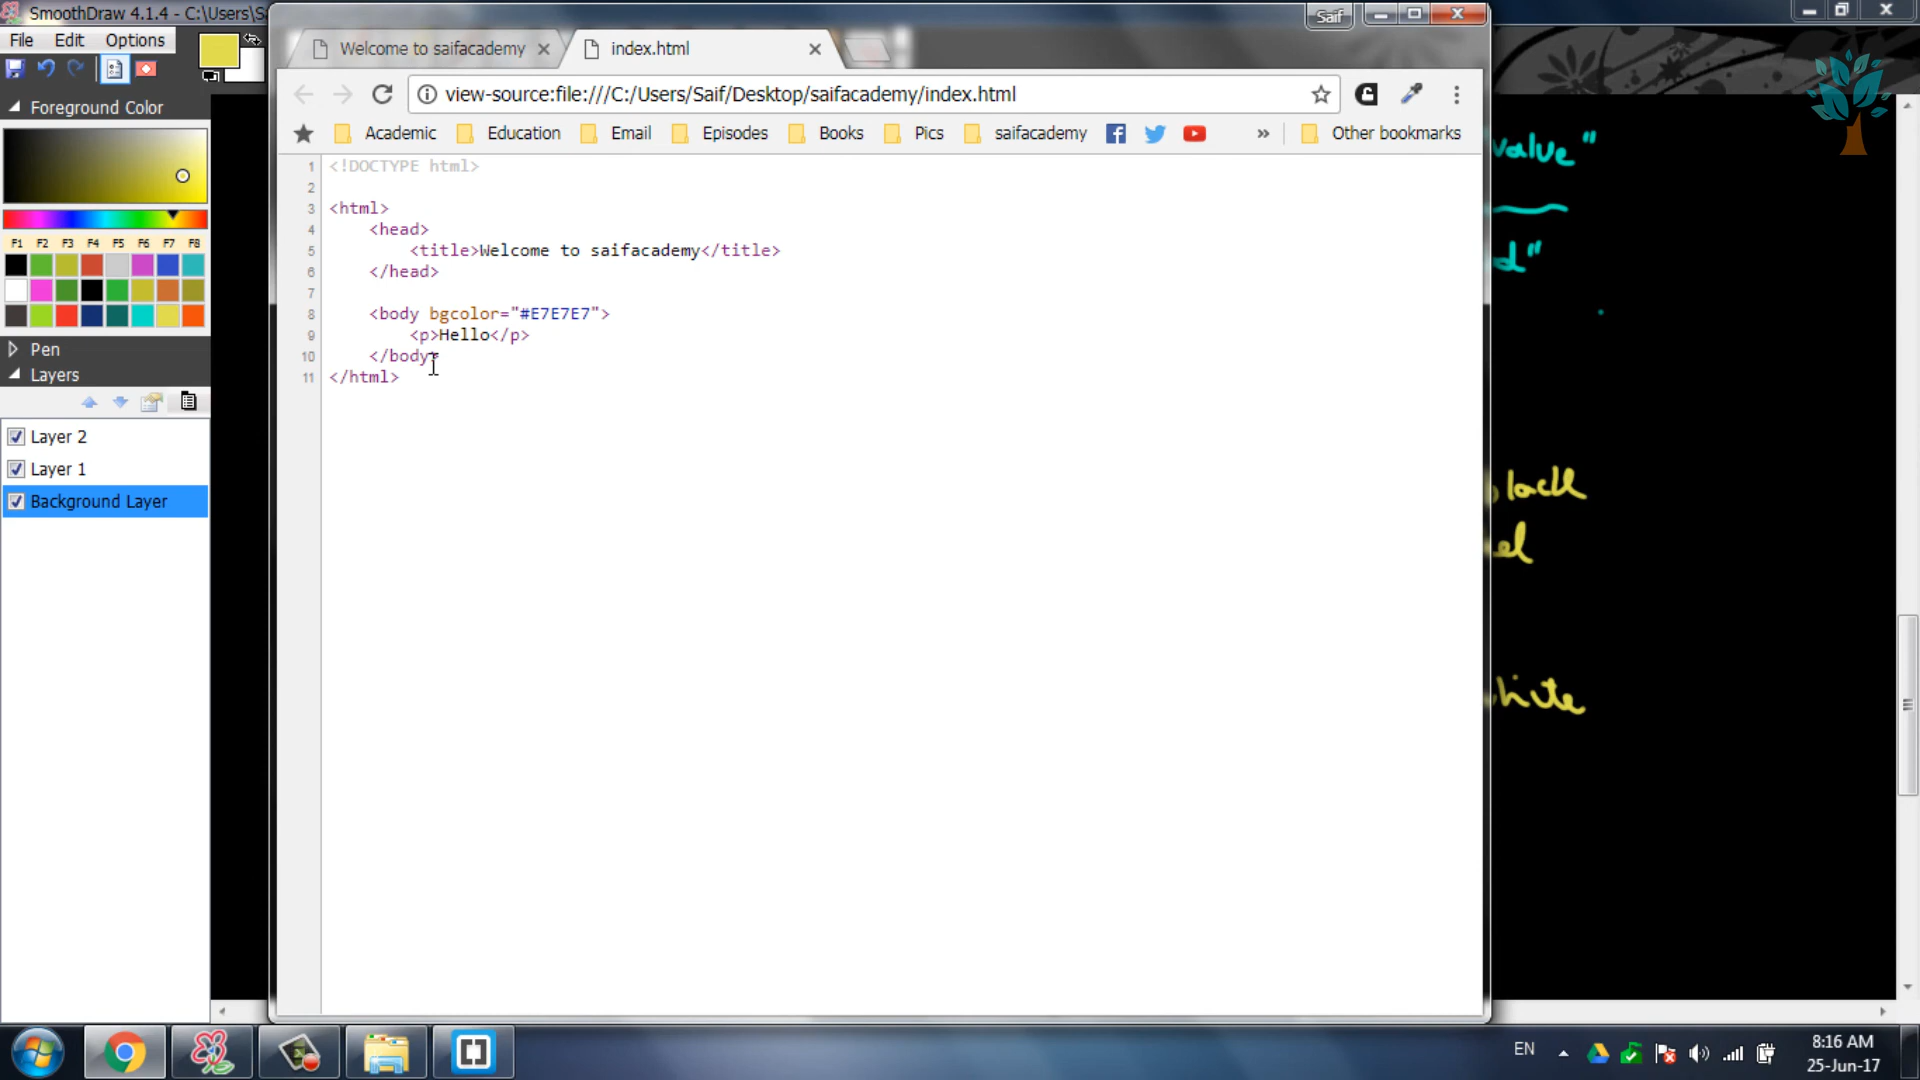 SmoothDraw 4.1.4 - C:\Users\S
File Edit Options
Foreground Color
F1 F2 F3 F4 F5 F6 F7 F8
Pen
Layers
Layer 2
Layer 1
Background Layer
Saif
Welcome to saifacademy
index.html
view-source:file:///C:/Users/Saif/Desktop/saifacademy/index.html
Academic Education Email Episodes Books Pics saifacademy » Other bookmarks
1 <!DOCTYPE html>
2
3 <html>
4 <head>
5 <title>Welcome to saifacademy</title>
6 </head>
7
8 <body bgcolor="#E7E7E7">
9 <p>Hello</p>
10 </body>
11 </html>
value"
d"
lack
el
hite
EN
8:16 AM
25-Jun-17